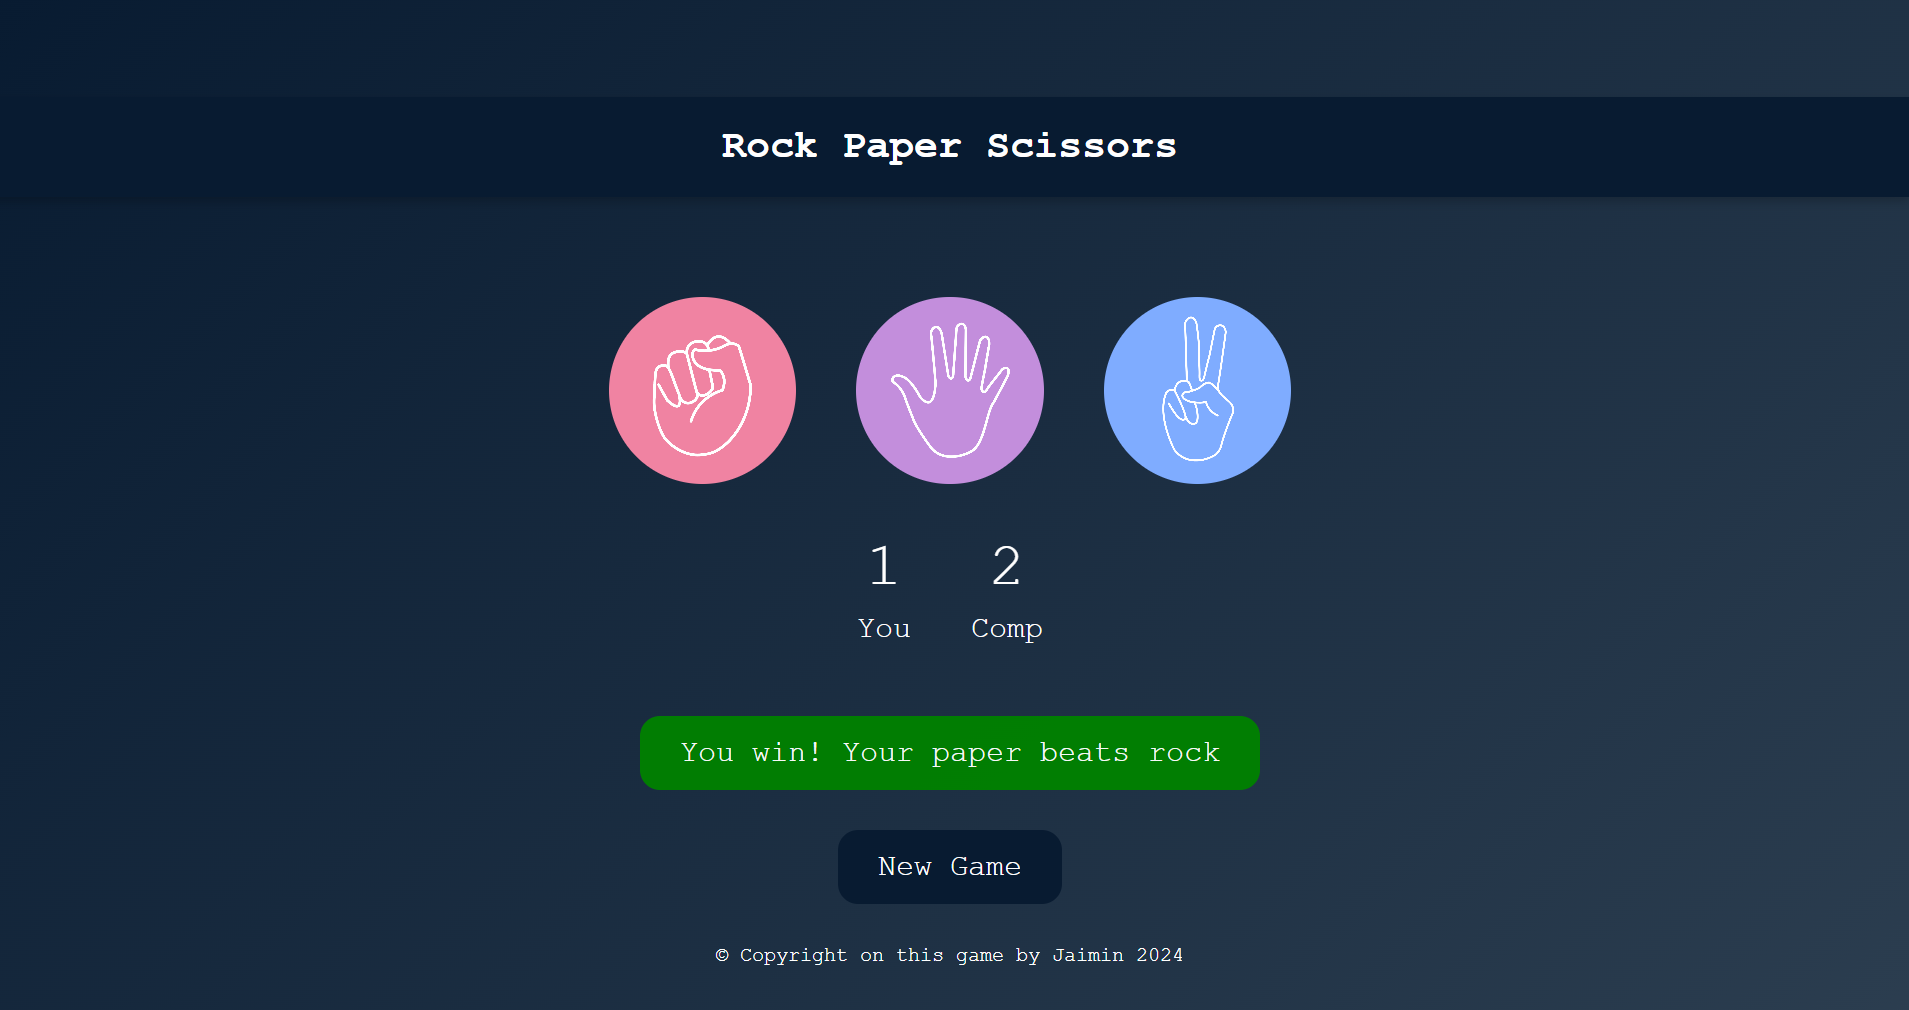 Rock Paper Scissors
1 2
You Comp
You win! Your paper beats rock
New Game
© Copyright on this game by Jaimin 2024